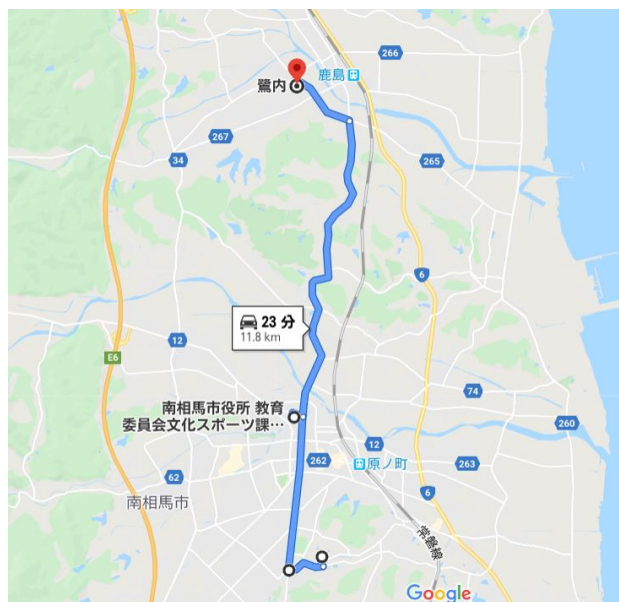 266
鹿島
鷺内
267
34
265
6
23 分
11.8 km
12
E6
74
南相馬市役所 教育
委員会文化スポーツ課…
260
12
262
原ノ町
263
62
6
南相馬市
常磐線
Google